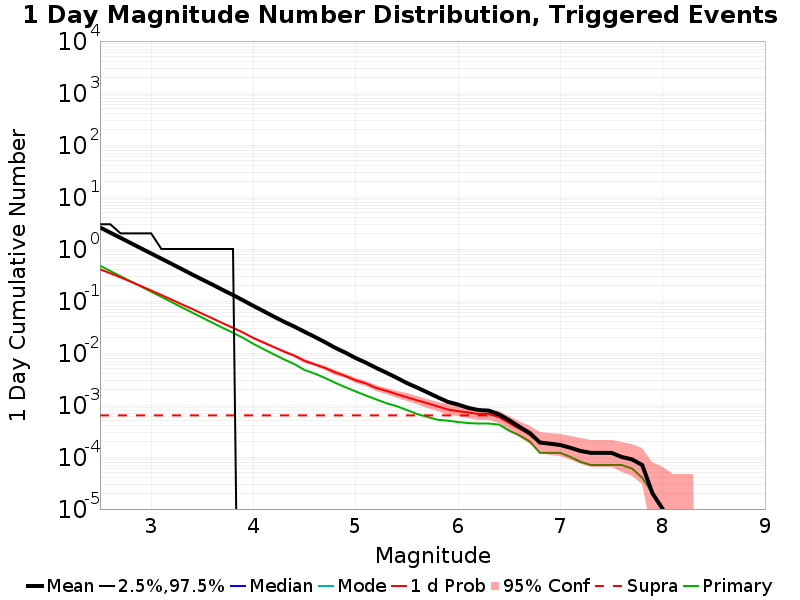 1 Day Magnitude Number Distribution, Triggered Events
1 Day Cumulative Number
10^4
10^3
10^2
10^1
10^0
10^-1
10^-2
10^-3
10^-4
10^-5
3 4 5 6 7 8 9
Magnitude
Mean 2.5%,97.5% Median Mode 1 d Prob 95% Conf Supra Primary